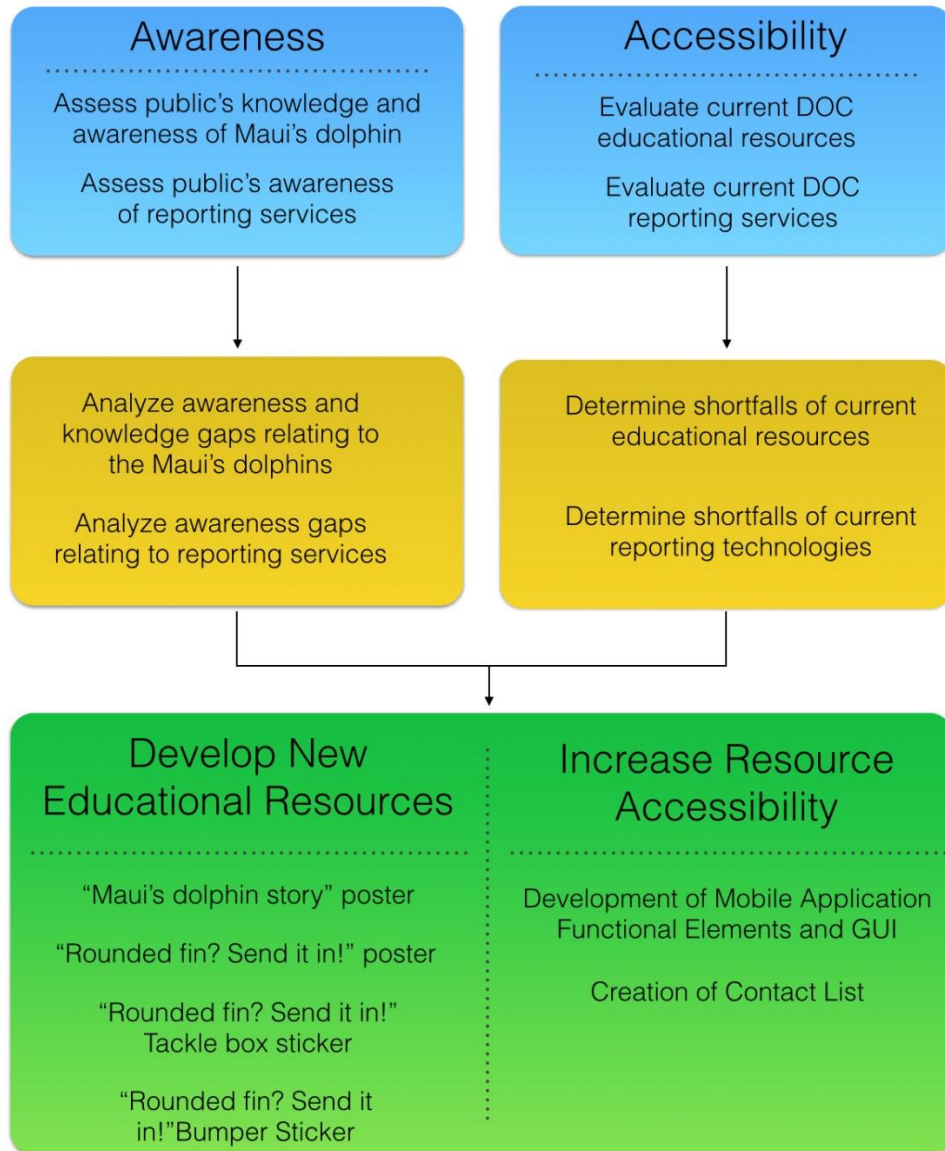 Awareness
Assess public’s knowledge and
awareness of Maui’s dolphin
Assess public’s awareness
of reporting services
Accessibility
Evaluate current DOC
educational resources
Evaluate current DOC
reporting services
Analyze awareness and
knowledge gaps relating to
the Maui’s dolphins
Analyze awareness gaps
relating to reporting services
Determine shortfalls of current
educational resources
Determine shortfalls of current
reporting technologies
Develop New
Educational Resources
“Maui’s dolphin story” poster
“Rounded fin? Send it in!” poster
“Rounded fin? Send it in!”
Tackle box sticker
“Rounded fin? Send it
in!”Bumper Sticker
Increase Resource
Accessibility
Development of Mobile Application
Functional Elements and GUI
Creation of Contact List